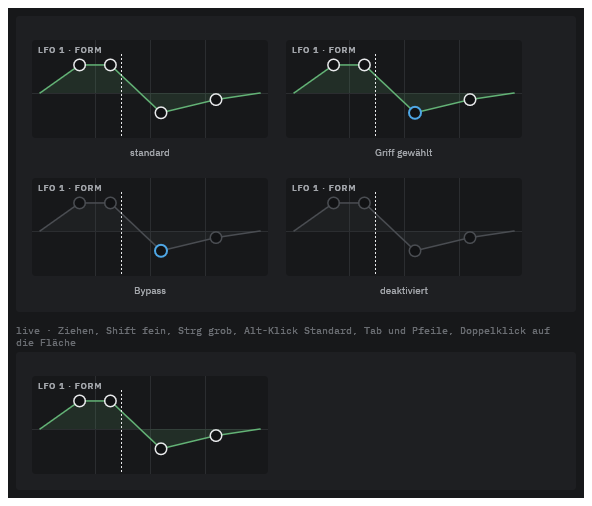 LFO 1 · FORM
LFO 1 · FORM
standard
Griff gewählt
LFO 1 · FORM
LFO 1 · FORM
Bypass
deaktiviert
live · Ziehen, Shift fein, Strg grob, Alt-Klick Standard, Tab und Pfeile, Doppelklick auf
die Fläche
LFO 1 · FORM